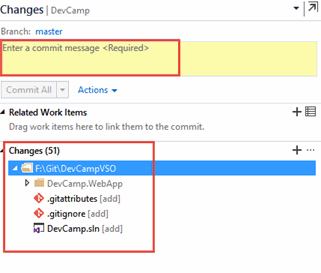 Changes | DevCamp
Branch: master
Enter a commit message <Required>
Commit All Actions
Related Work Items
Drag work items here to link them to the commit.
Changes (51)
F:\Git\DevCampVSO
DevCamp.WebApp
.gitattributes [add]
.gitignore [add]
DevCamp.sln [add]